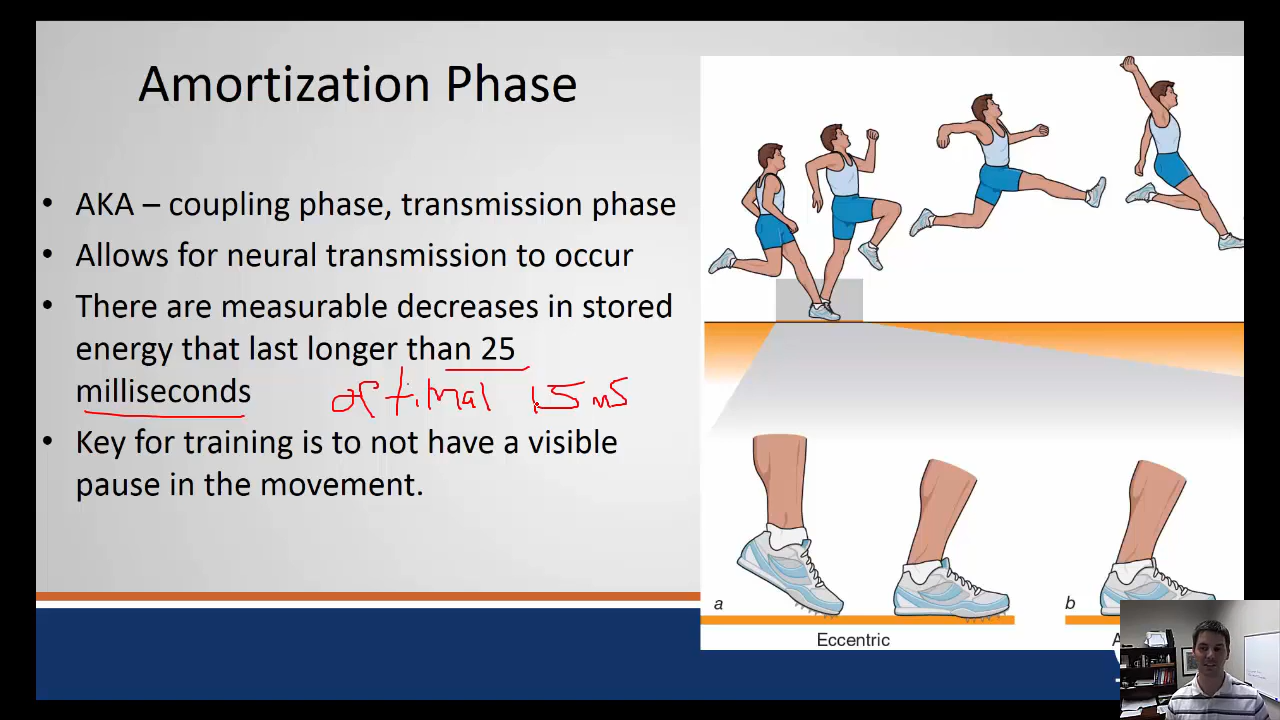 Amortization Phase
• AKA – coupling phase, transmission phase
• Allows for neural transmission to occur
• There are measurable decreases in stored
energy that last longer than 25
milliseconds
optimal 15 ms
• Key for training is to not have a visible
pause in the movement.
a
Eccentric
b
A